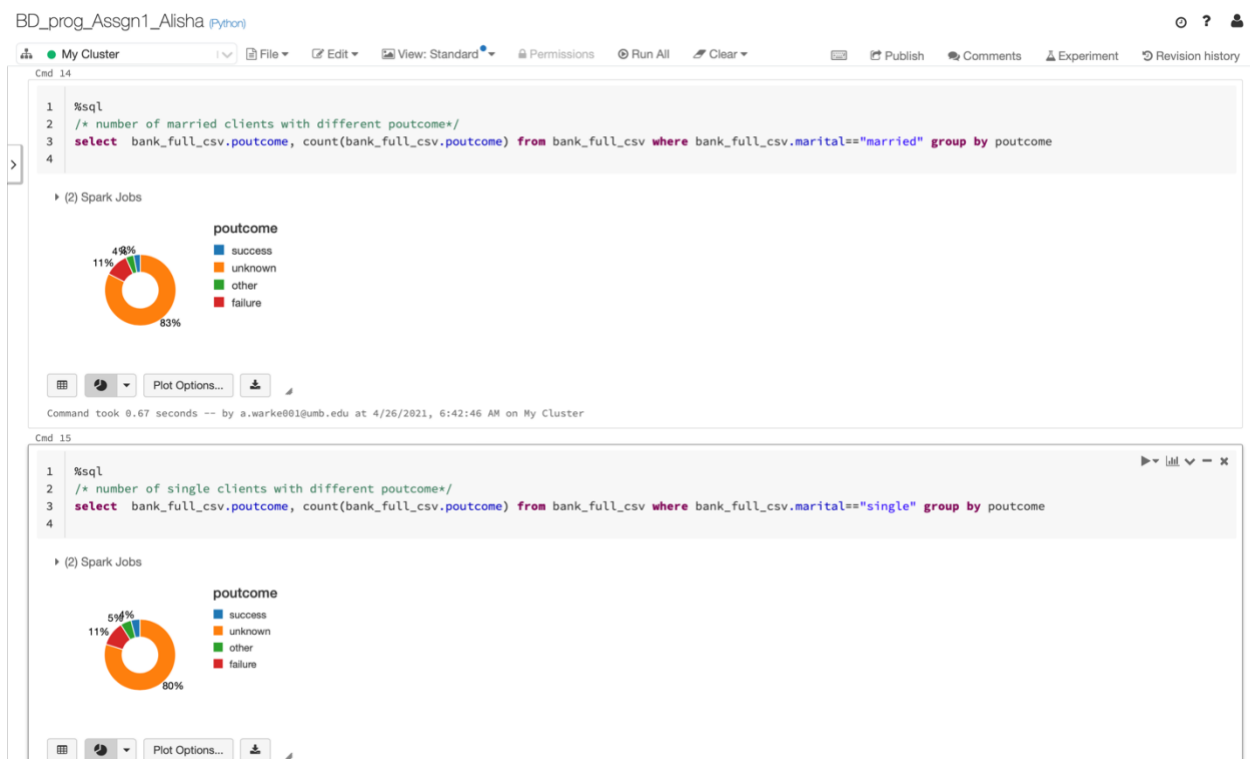 BD_prog_Assgn1_Alisha (Python)
?
My Cluster File Edit View: Standard Permissions Run All Clear Publish Comments Experiment Revision history
Cmd 14
1 %sql
2 /* number of married clients with different poutcome*/
3 select bank_full_csv.poutcome, count(bank_full_csv.poutcome) from bank_full_csv where bank_full_csv.marital=="married" group by poutcome
4
(2) Spark Jobs
poutcome
success
unknown
other
failure
4%
11%
83%
Plot Options...
Command took 0.67 seconds -- by a.warke001@umb.edu at 4/26/2021, 6:42:46 AM on My Cluster
Cmd 15
1 %sql
2 /* number of single clients with different poutcome*/
3 select bank_full_csv.poutcome, count(bank_full_csv.poutcome) from bank_full_csv where bank_full_csv.marital=="single" group by poutcome
4
(2) Spark Jobs
poutcome
success
unknown
other
failure
5% 4%
11%
80%
Plot Options...